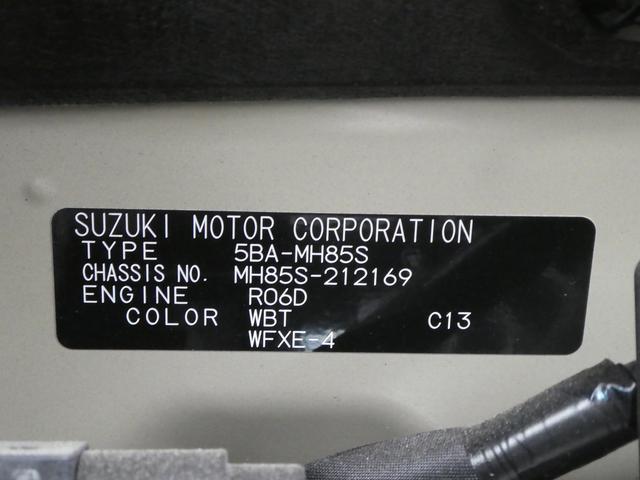 SUZUKI MOTOR CORPORATION
TYPE 5BA-MH85S
CHASSIS NO. MH85S-212169
ENGINE R06D
COLOR WBT C13
WFXE-4